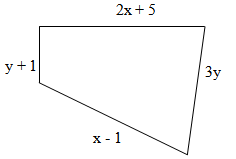 2x + 5
y + 1
3y
x - 1